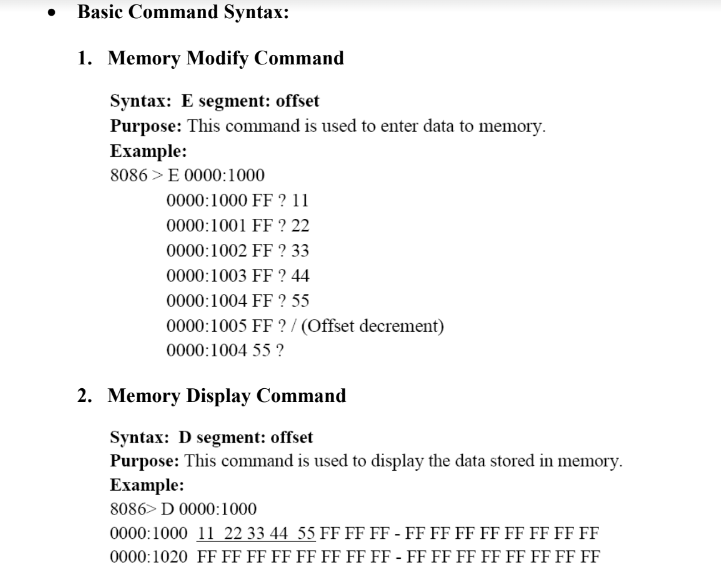 • Basic Command Syntax:
1. Memory Modify Command
Syntax: E segment: offset
Purpose: This command is used to enter data to memory.
Example:
8086 > E 0000:1000
0000:1000 FF ? 11
0000:1001 FF ? 22
0000:1002 FF ? 33
0000:1003 FF ? 44
0000:1004 FF ? 55
0000:1005 FF ? / (Offset decrement)
0000:1004 55 ?
2. Memory Display Command
Syntax: D segment: offset
Purpose: This command is used to display the data stored in memory.
Example:
8086> D 0000:1000
0000:1000 11 22 33 44 55 FF FF FF - FF FF FF FF FF FF FF FF
0000:1020 FF FF FF FF FF FF FF FF - FF FF FF FF FF FF FF FF